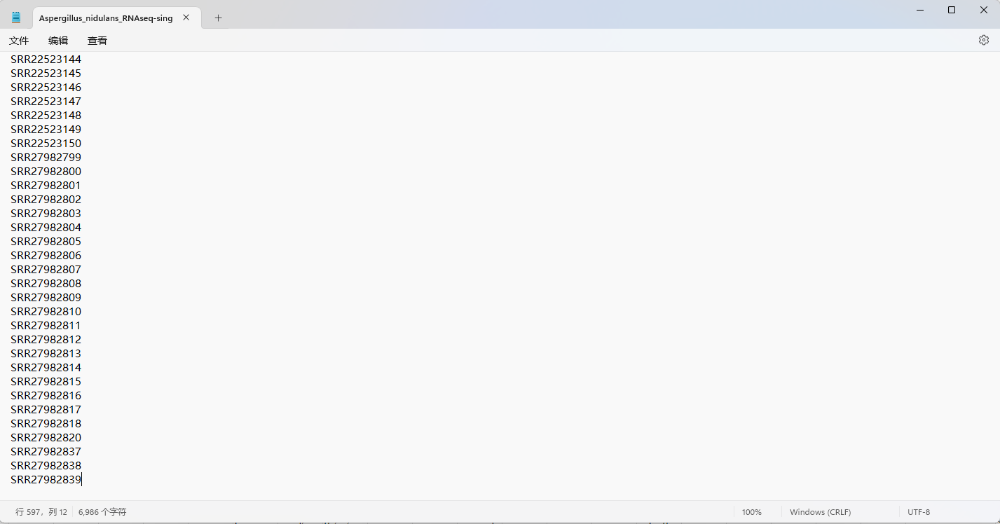 Aspergillus_nidulans_RNAseq-sing
文件 编辑 查看
SRR22523144
SRR22523145
SRR22523146
SRR22523147
SRR22523148
SRR22523149
SRR22523150
SRR27982799
SRR27982800
SRR27982801
SRR27982802
SRR27982803
SRR27982804
SRR27982805
SRR27982806
SRR27982807
SRR27982808
SRR27982809
SRR27982810
SRR27982811
SRR27982812
SRR27982813
SRR27982814
SRR27982815
SRR27982816
SRR27982817
SRR27982818
SRR27982820
SRR27982837
SRR27982838
SRR27982839
行 597，列 12 6,986 个字符 100% Windows (CRLF) UTF-8